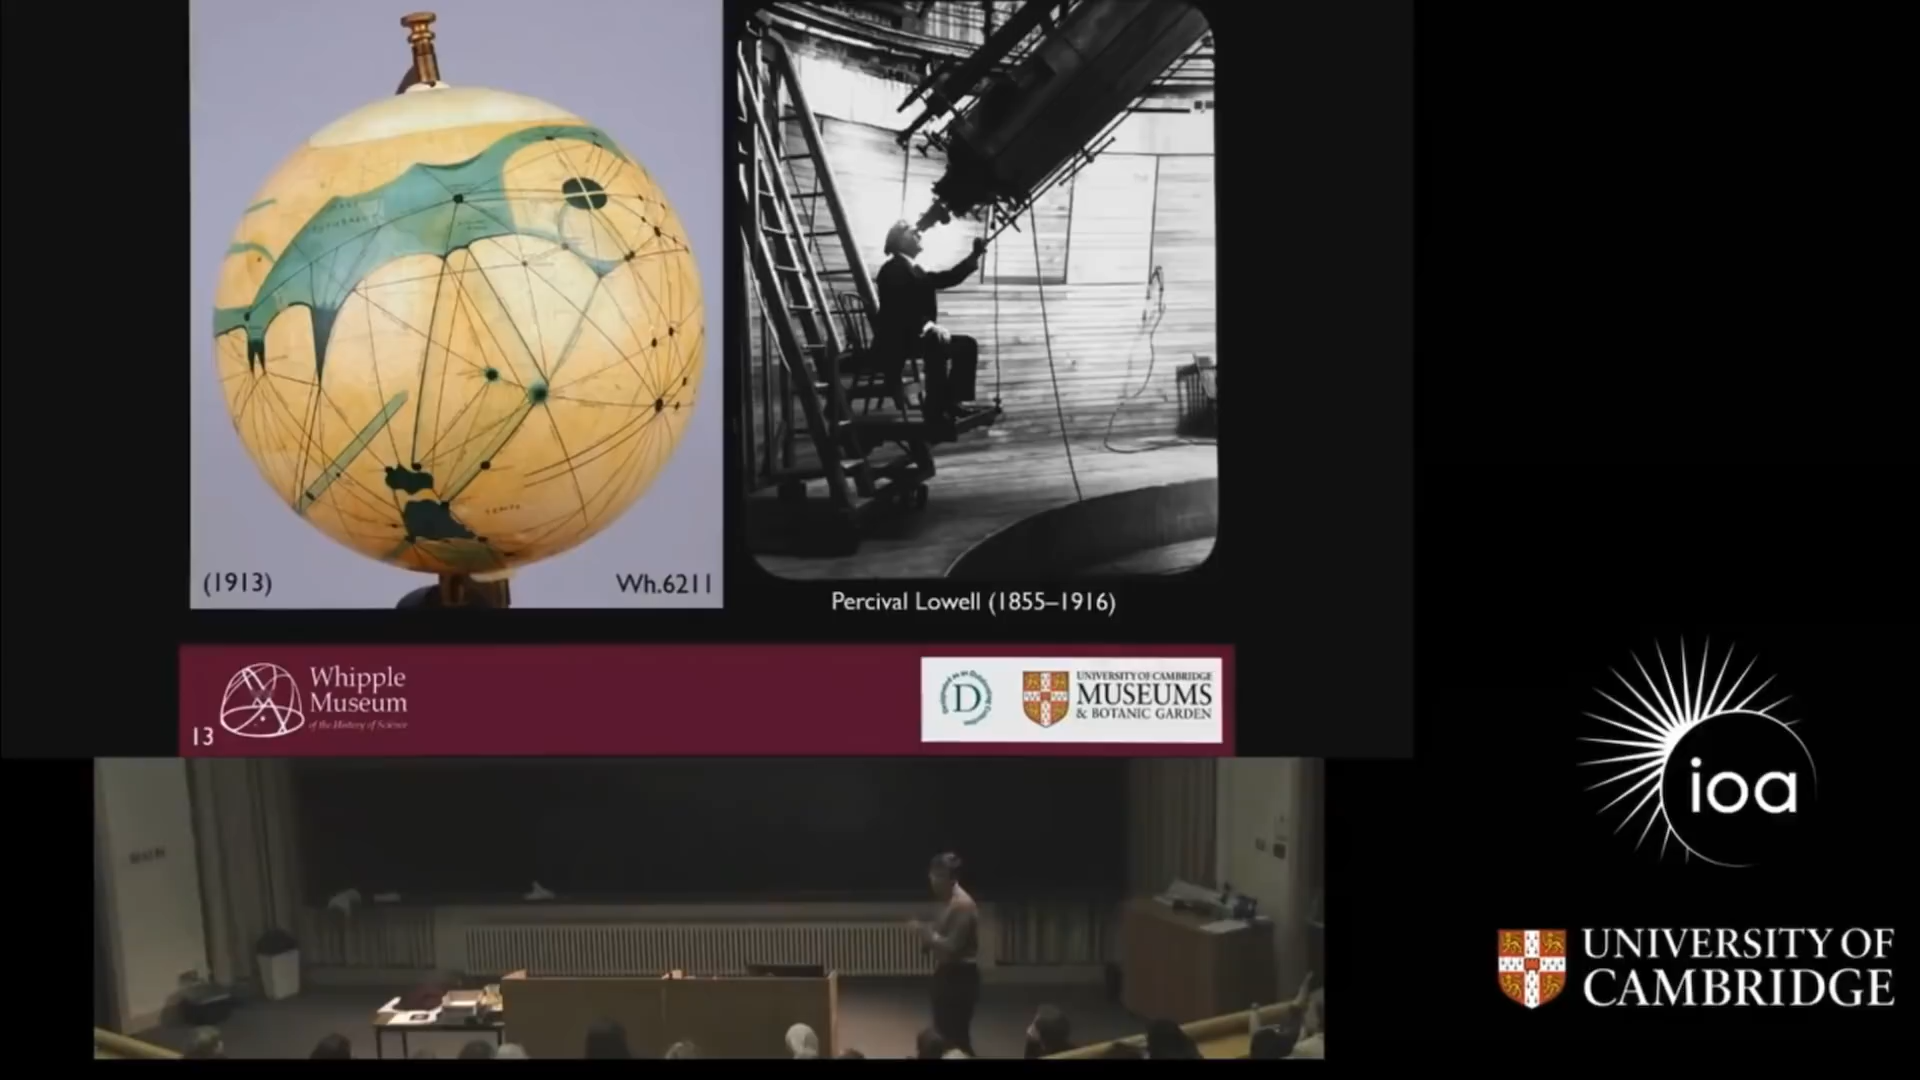 (1913)
Wh.6211
Percival Lowell (1855–1916)
Whipple
Museum
of the History of Science
13
D
UNIVERSITY OF CAMBRIDGE
MUSEUMS
& BOTANIC GARDEN
ioa
UNIVERSITY OF
CAMBRIDGE